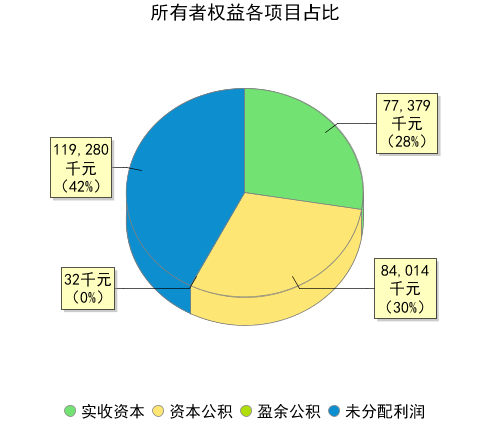 所有者权益各项目占比
77,379
千元
(28%)
119,280
千元
(42%)
32千元
(0%)
84,014
千元
(30%)
实收资本 资本公积 盈余公积 未分配利润